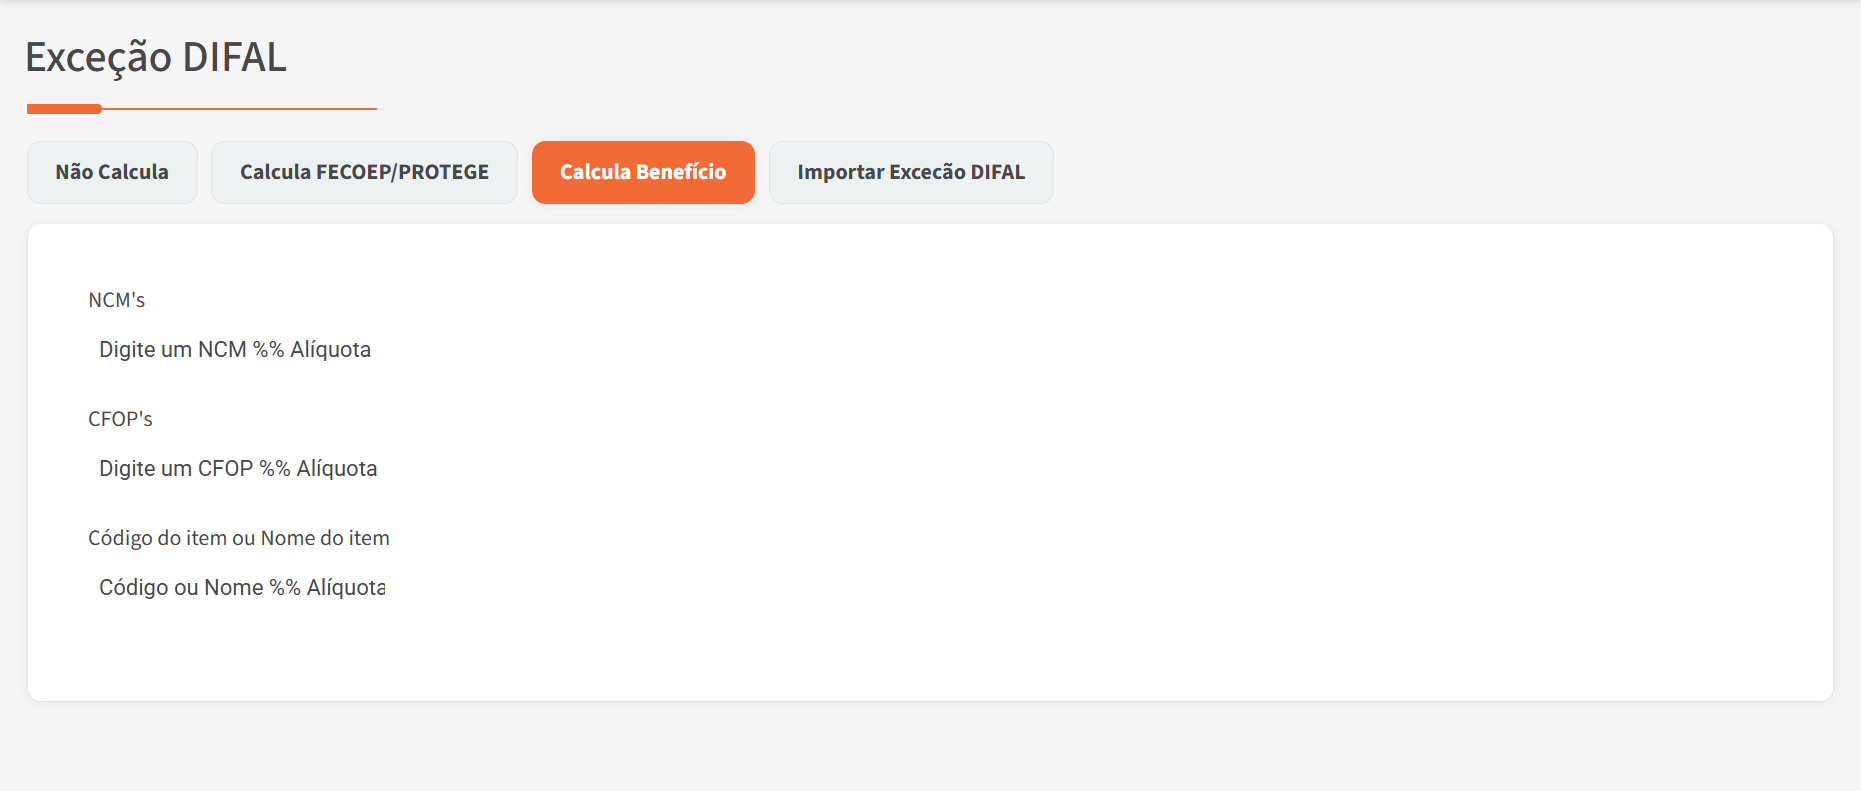 Exceção DIFAL
Não Calcula
Calcula FECOEP/PROTEGE
Calcula Benefício
Importar Excecão DIFAL
NCM's
Digite um NCM %% Alíquota
CFOP's
Digite um CFOP %% Alíquota
Código do item ou Nome do item
Código ou Nome %% Alíquota